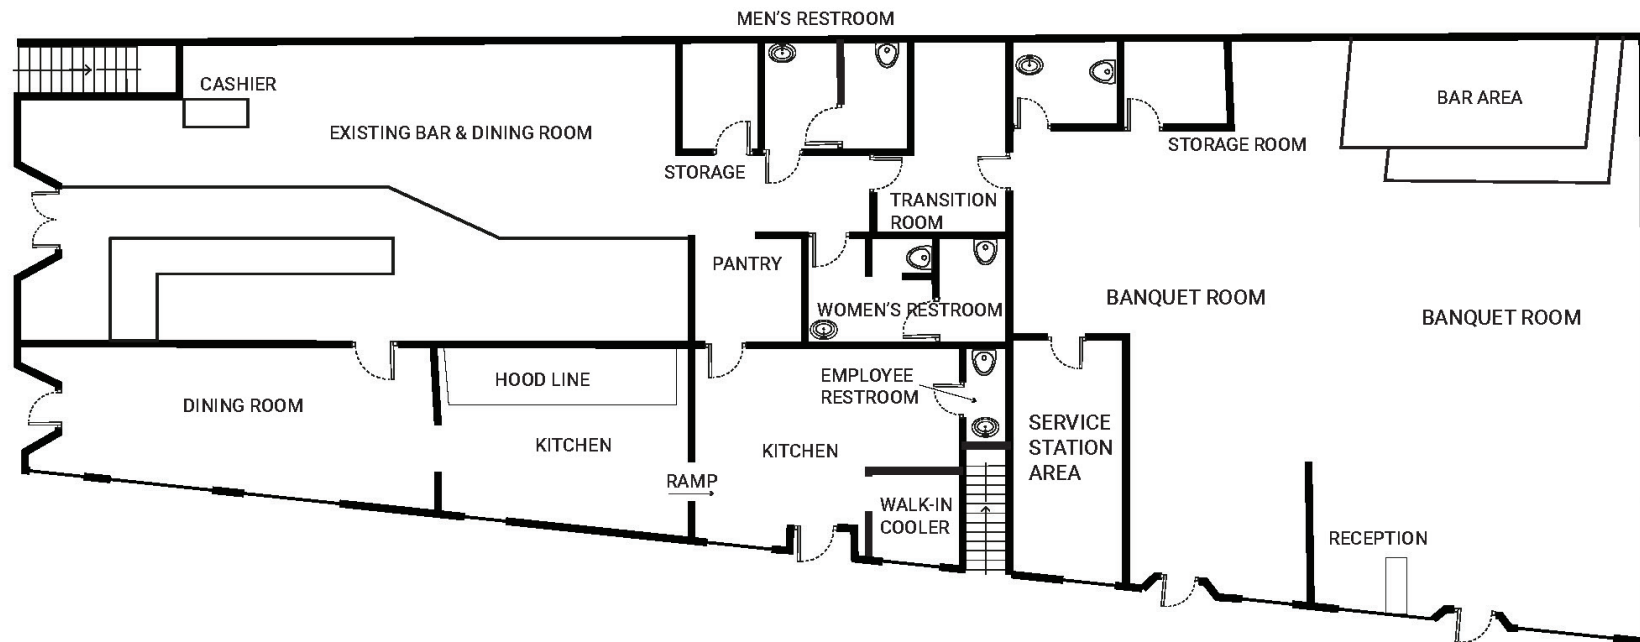 MEN'S RESTROOM
CASHIER
BAR AREA
EXISTING BAR & DINING ROOM
STORAGE ROOM
STORAGE
TRANSITION
ROOM
PANTRY
BANQUET ROOM
WOMEN'S RESTROOM
BANQUET ROOM
HOOD LINE
EMPLOYEE
RESTROOM
DINING ROOM
SERVICE
STATION
AREA
KITCHEN
KITCHEN
RAMP
WALK-IN
COOLER
RECEPTION